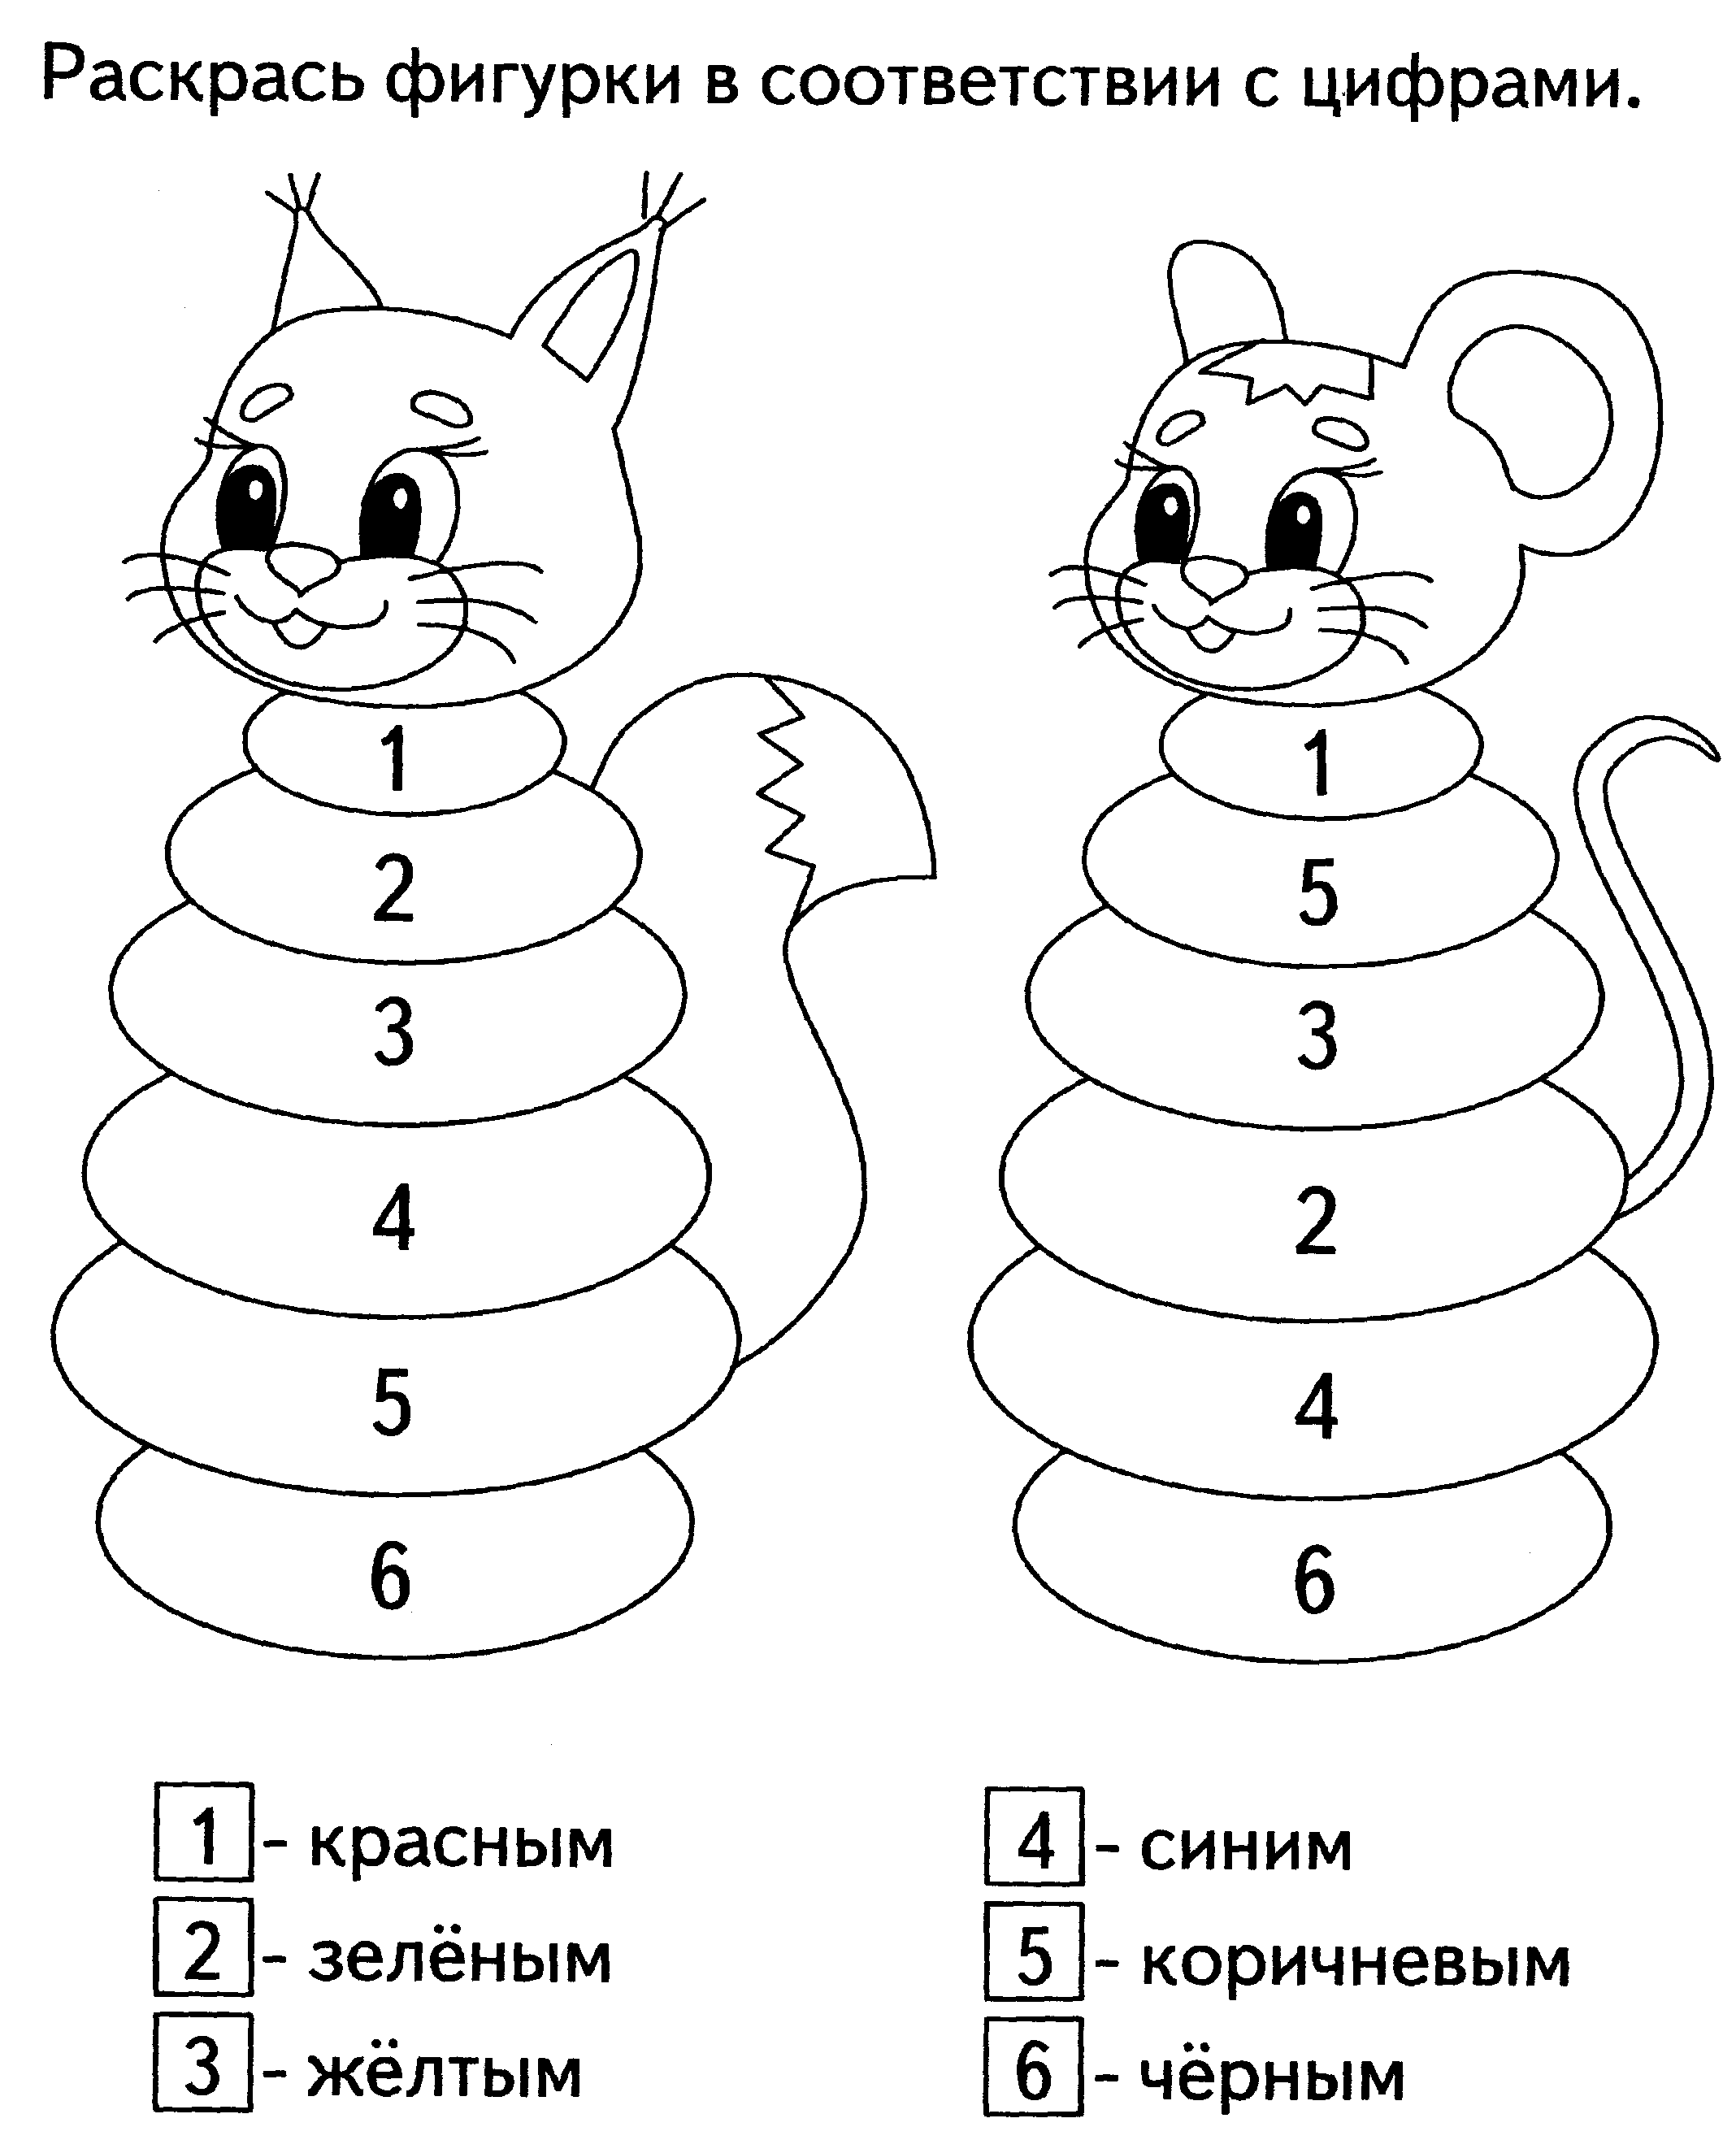 Раскрась фигурки в соответствии с цифрами.
1
2
3
4
5
6
1
5
3
2
4
6
1 - красным
2 - зелёным
3 - жёлтым
4 - синим
5 - коричневым
6 - чёрным